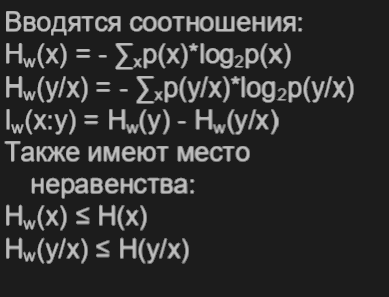 Вводятся соотношения:
Hw(x) = - ∑xp(x)*log2p(x)
Hw(y/x) = - ∑xp(y/x)*log2p(y/x)
Iw(x:y) = Hw(y) - Hw(y/x)
Также имеют место
неравенства:
Hw(x) ≤ H(x)
Hw(y/x) ≤ H(y/x)